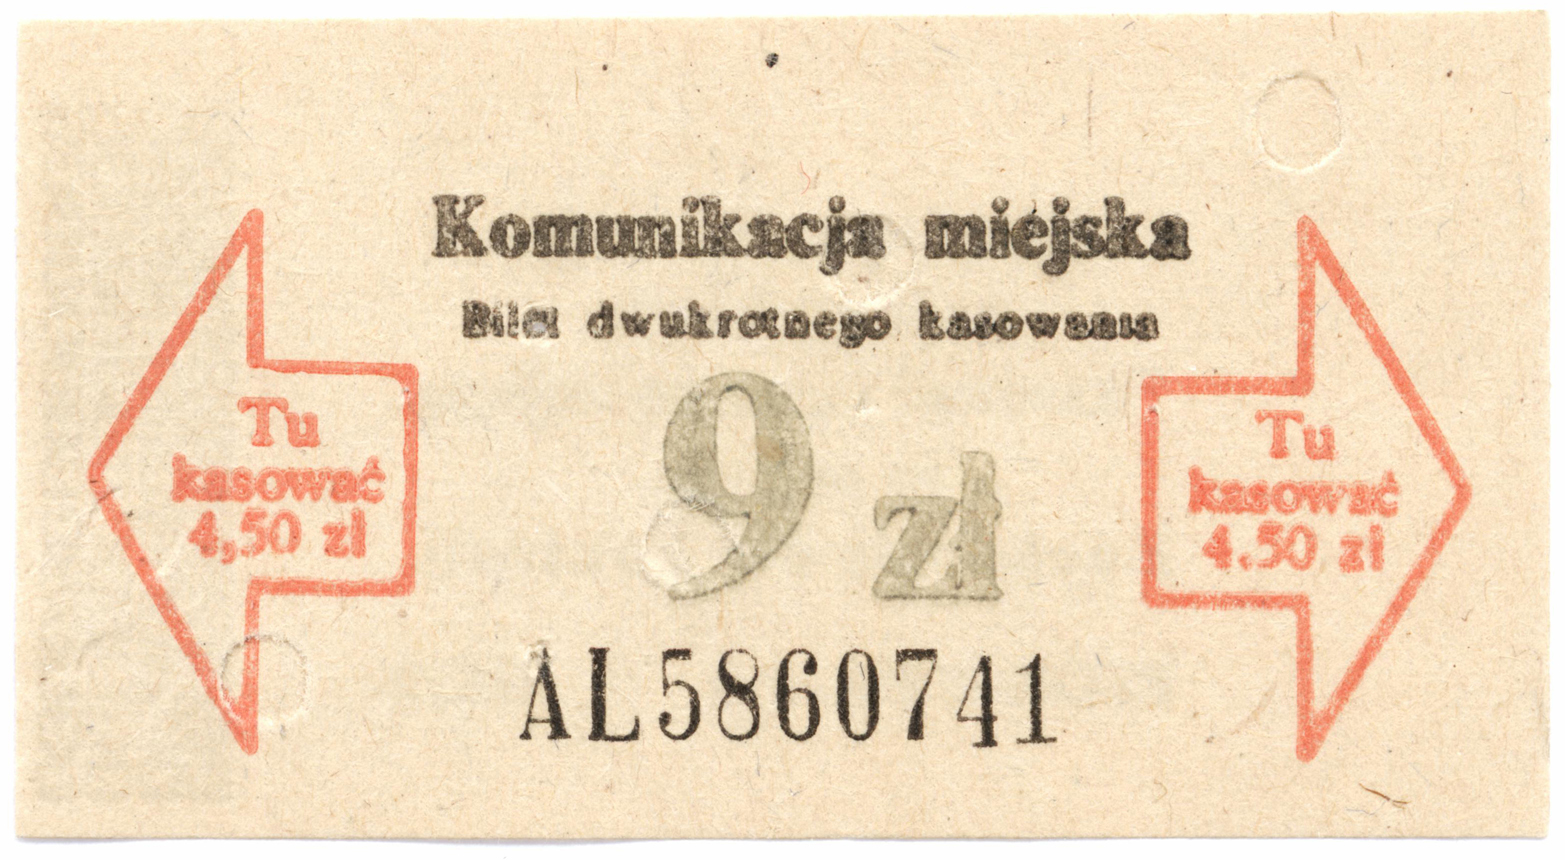 Komunikacja miejska
Bilet dwukrotnego kasowania
Tu
kasować
4,50 zł
9 zł
Tu
kasować
4.50 zł
AL5860741